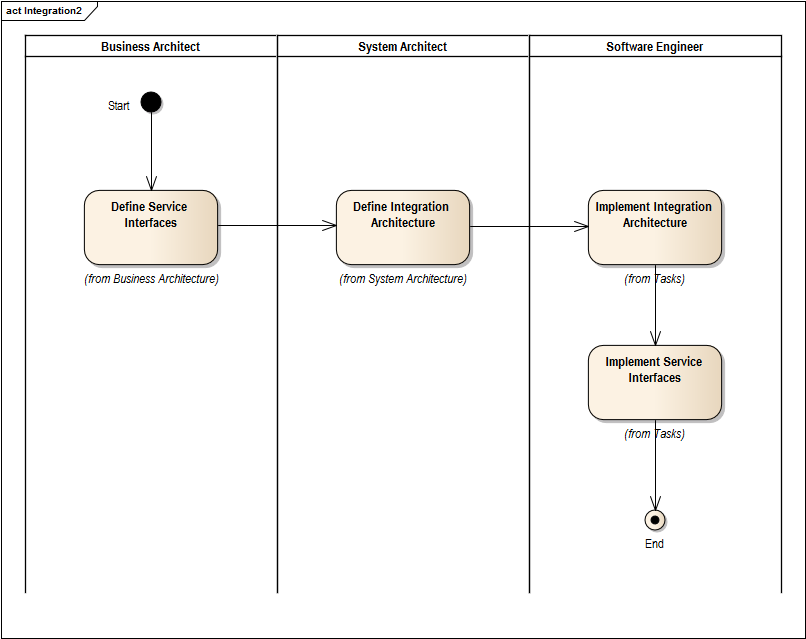 act Integration2
Business Architect
System Architect
Software Engineer
Start
Define Service
Interfaces
(from Business Architecture)
Define Integration
Architecture
(from System Architecture)
Implement Integration
Architecture
(from Tasks)
Implement Service
Interfaces
(from Tasks)
End